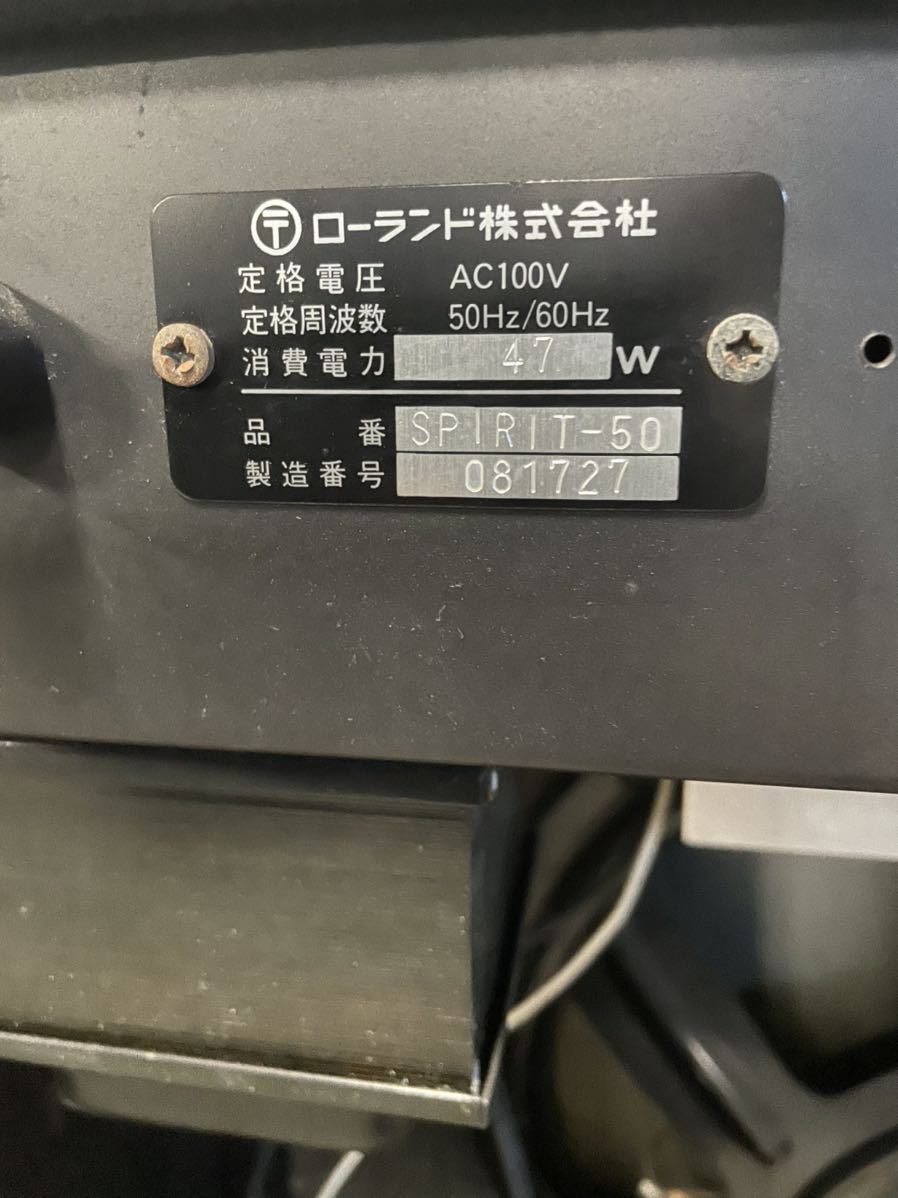 〒 ローランド株式会社
定格電圧 AC100V
定格周波数 50Hz/60Hz
消費電力 47 W
品番 SPIRIT-50
製造番号 081727